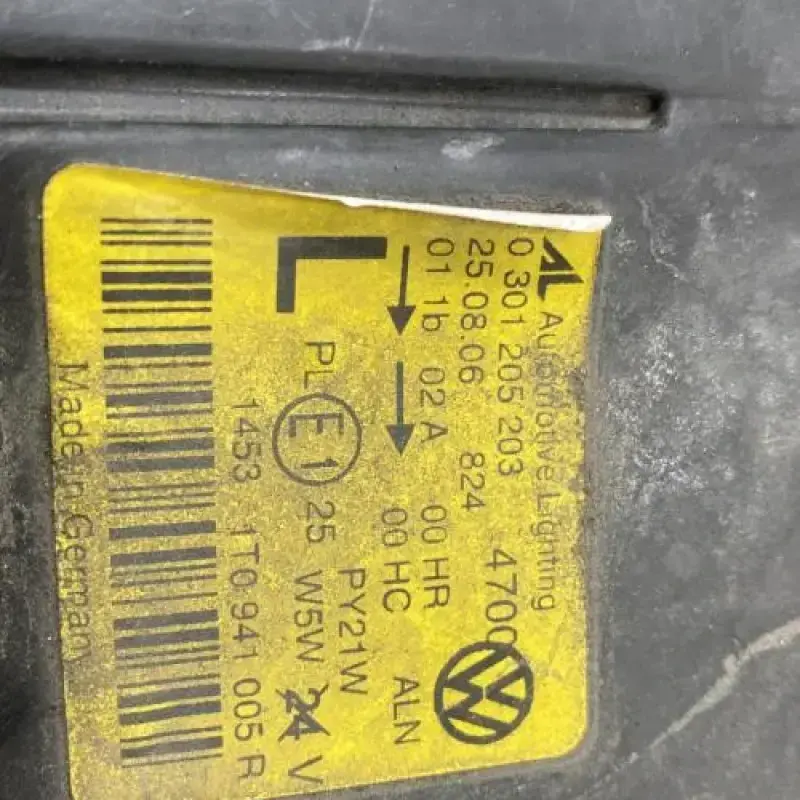 AL Automotive Lighting
0 301 205 203 4700
25.08.06 824
01 1b 02 A 00 HR
00 HC ALN
L PL E1 25 PY21W
W5W 24 V
1453 1T0 941 005 R
Made in Germany